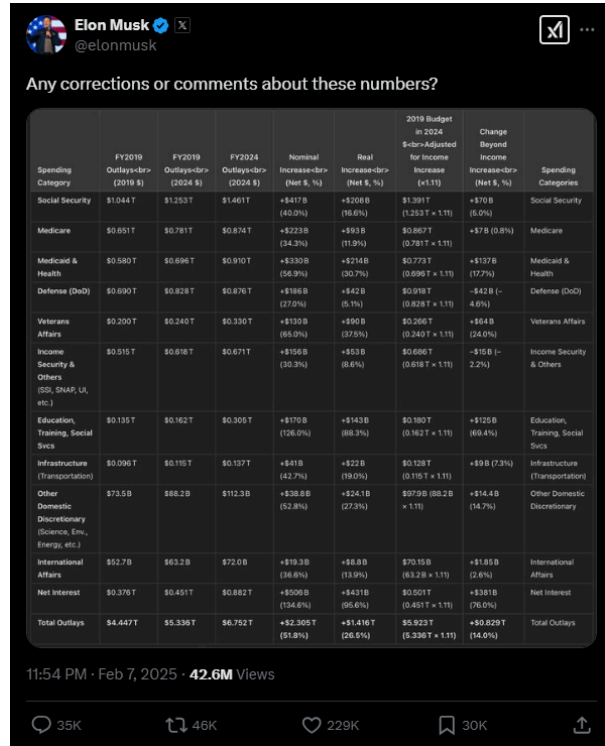 Elon Musk X
@elonmusk
Any corrections or comments about these numbers?
2019 Budget
in 2024
FY2019 FY2019 FY2024 Nominal Real $<br>Adjusted Change
Outlays<br> Outlays<br> Outlays<br> Increase<br> Increase<br> for Income Beyond
Spending (2019 $) (2024 $) (2024 $) (Net $, %) (Net $, %) Increase Income Spending
Category (×1.11) Increase<br> Categories
(Net $, %)
Social Security $1.044T $1.253T $1.461T +$417B +$208B $1.391T +$70B Social Security
(40.0%) (16.6%) (1.253T × 1.11) (5.0%)
Medicare $0.651T $0.781T $0.874T +$223B +$93B $0.867T +$7B (0.8%) Medicare
(34.3%) (11.9%) (0.781T × 1.11)
Medicaid & $0.580T $0.696T $0.910T +$330B +$214B $0.773T +$137B Medicaid &
Health (56.9%) (30.7%) (0.696T × 1.11) (17.7%) Health
Defense (DoD) $0.690T $0.828T $0.876T +$186B +$42B $0.918T −$42B (− Defense (DoD)
(27.0%) (5.1%) (0.828T × 1.11) 4.6%)
Veterans $0.200T $0.240T $0.330T +$130B +$90B $0.266T +$64B Veterans Affairs
Affairs (65.0%) (37.5%) (0.240T × 1.11) (24.0%)
Income $0.515T $0.618T $0.671T +$156B +$53B $0.686T −$15B (− Income Security
Security & (30.3%) (8.6%) (0.618T × 1.11) 2.2%) & Others
Others
(SSI, SNAP, UI,
etc.)
Education, $0.135T $0.162T $0.305T +$170B +$143B $0.180T +$125B Education,
Training, Social (126.0%) (88.3%) (0.162T × 1.11) (69.4%) Training, Social
Svcs Svcs
Infrastructure $0.096T $0.115T $0.137T +$41B +$22B $0.128T +$9B (7.3%) Infrastructure
(Transportation) (42.7%) (19.0%) (0.115T × 1.11) (Transportation)
Other $73.5B $88.2B $112.3B +$38.8B +$24.1B $97.9B (88.2B +$14.4B Other Domestic
Domestic (52.8%) (27.3%) × 1.11) (14.7%) Discretionary
Discretionary
(Science, Env.,
Energy, etc.)
International $52.7B $63.2B $72.0B +$19.3B +$8.8B $70.15B +$1.85B International
Affairs (36.6%) (13.9%) (63.2B × 1.11) (2.6%) Affairs
Net Interest $0.376T $0.451T $0.882T +$506B +$431B $0.501T +$381B Net Interest
(134.6%) (95.6%) (0.451T × 1.11) (76.0%)
Total Outlays $4.447T $5.336T $6.752T +$2.305T +$1.416T $5.923T +$0.829T Total Outlays
(51.8%) (26.5%) (5.336T × 1.11) (14.0%)
11:54 PM · Feb 7, 2025 · 42.6M Views
35K 46K 229K 30K